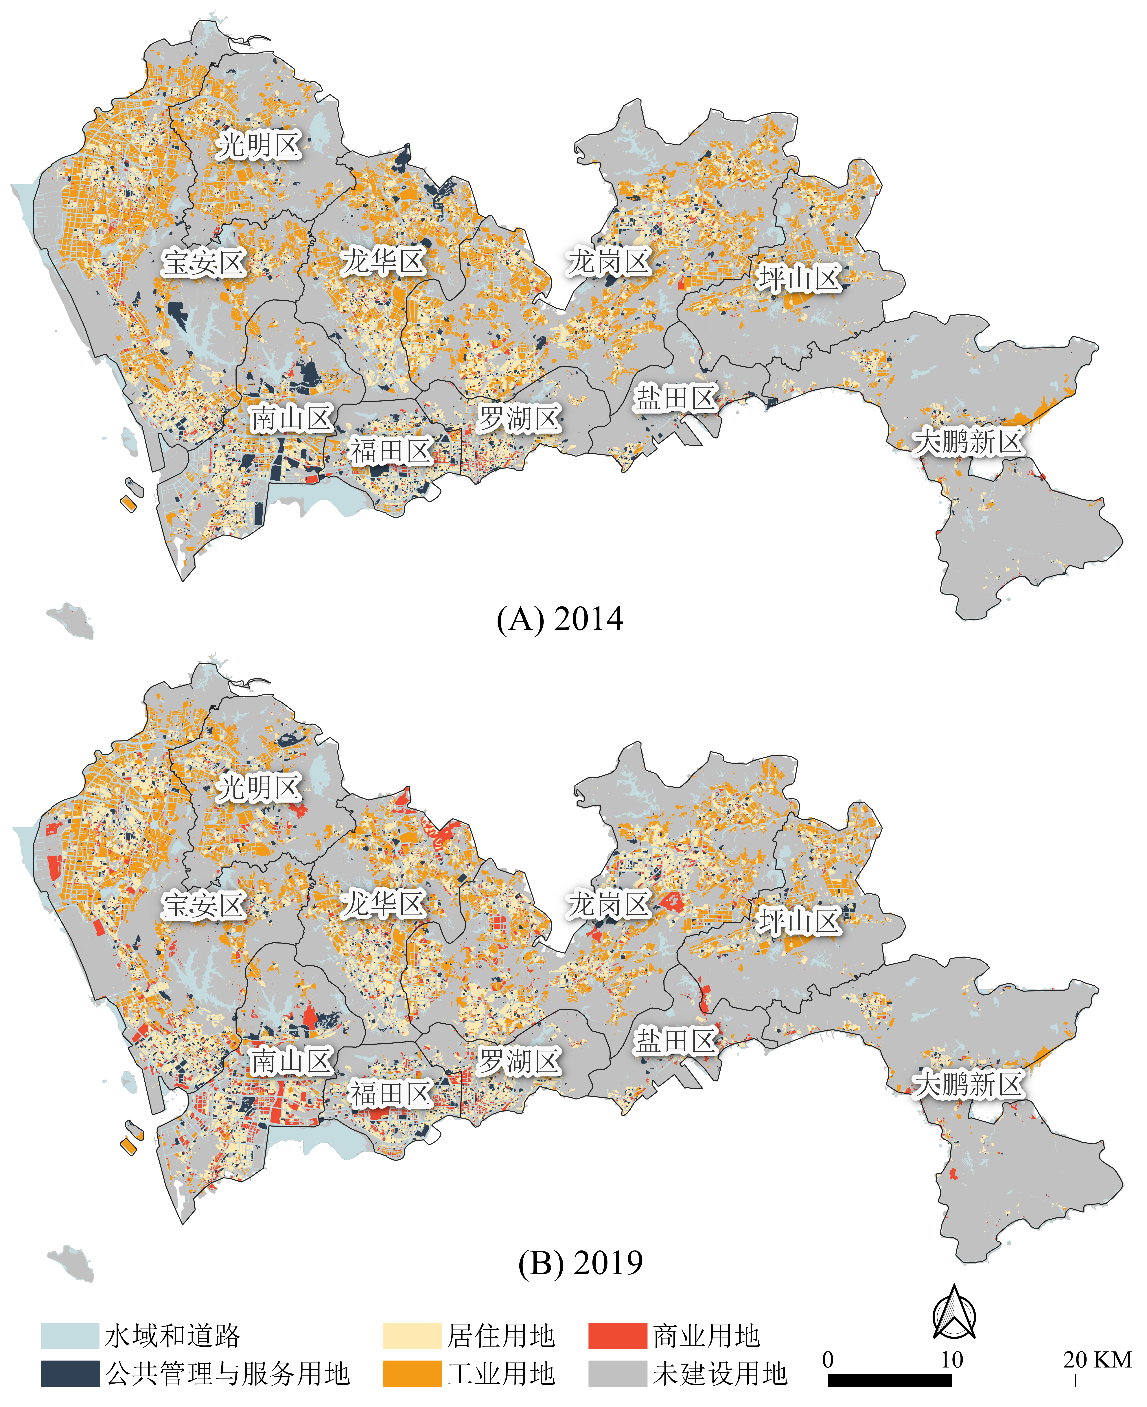 光明区
宝安区
龙华区
龙岗区
坪山区
南山区
福田区
罗湖区
盐田区
大鹏新区
(A) 2014
光明区
宝安区
龙华区
龙岗区
坪山区
南山区
福田区
罗湖区
盐田区
大鹏新区
(B) 2019
水域和道路
居住用地
商业用地
公共管理与服务用地
工业用地
未建设用地
0 10 20 KM